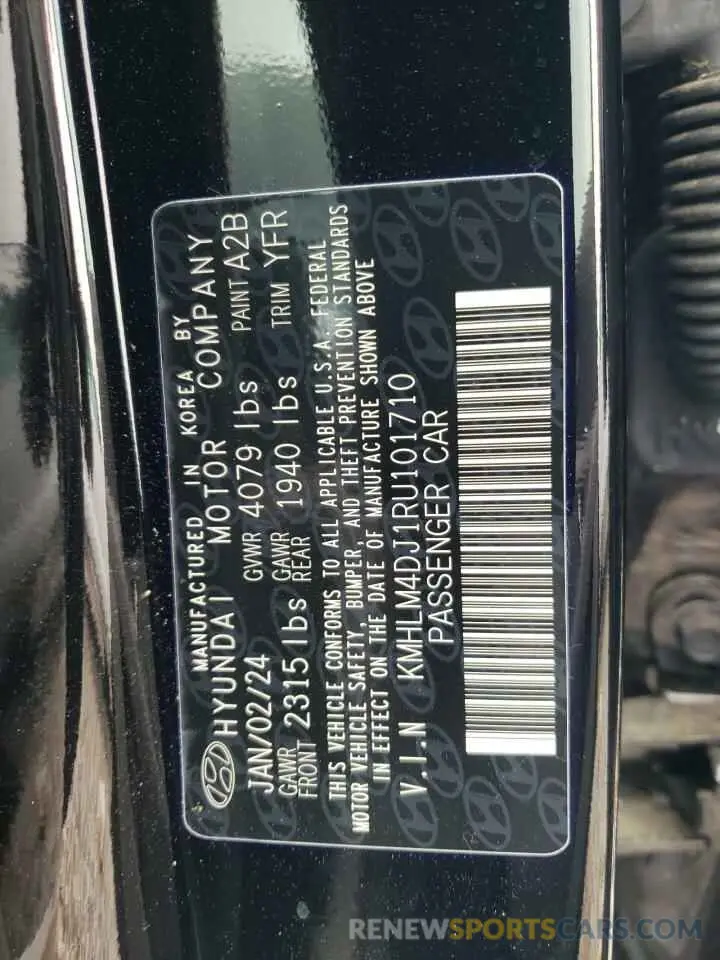 MANUFACTURED IN KOREA BY
HYUNDAI MOTOR COMPANY
JAN/02/24 GVWR 4079 lbs PAINT A2B
GAWR FRONT 2315 lbs GAWR REAR 1940 lbs TRIM YFR
THIS VEHICLE CONFORMS TO ALL APPLICABLE U.S.A. FEDERAL
MOTOR VEHICLE SAFETY, BUMPER, AND THEFT PREVENTION STANDARDS
IN EFFECT ON THE DATE OF MANUFACTURE SHOWN ABOVE
V.I.N KMHLM4DJ1RU101710
PASSENGER CAR
RENEWSPORTSCARS.COM